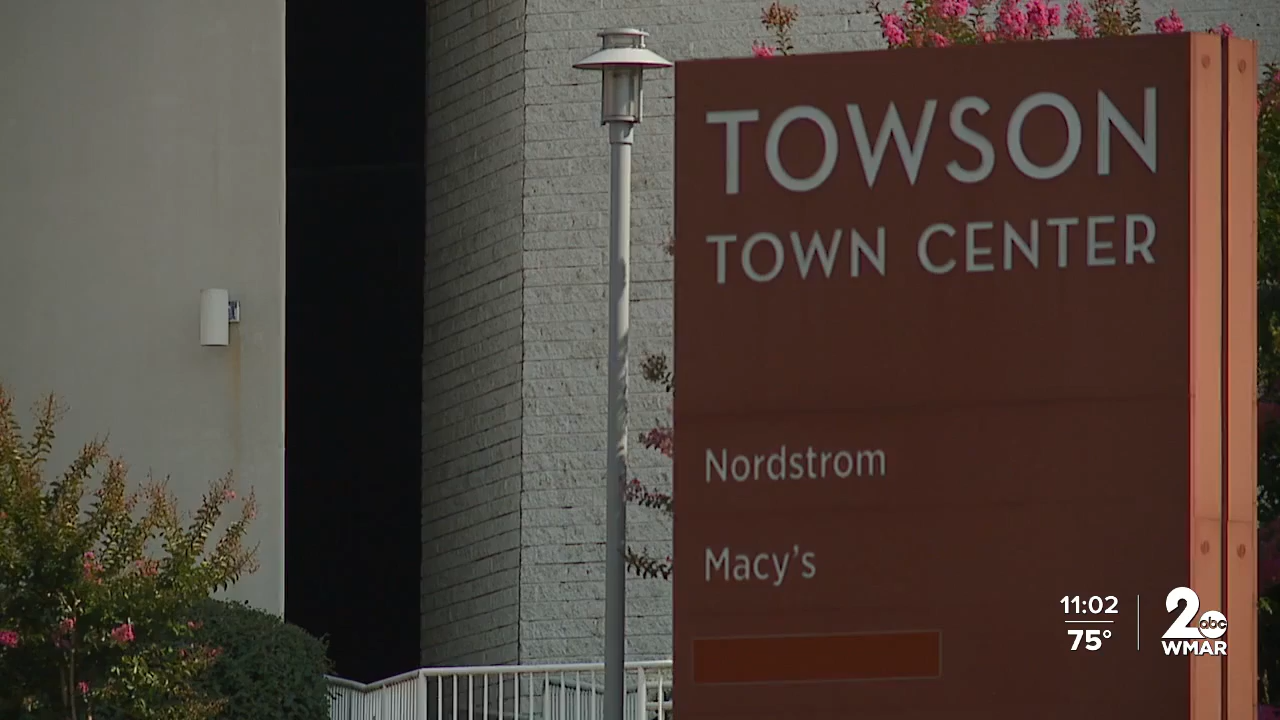 TOWSON
TOWN CENTER
Nordstrom
Macy's
11:02
75°
2 abc
WMAR